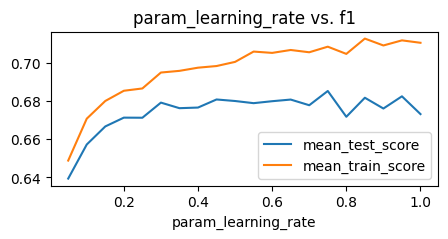 param_learning_rate vs. f1
0.70
0.68
0.66
0.64
mean_test_score
mean_train_score
0.2 0.4 0.6 0.8 1.0
param_learning_rate